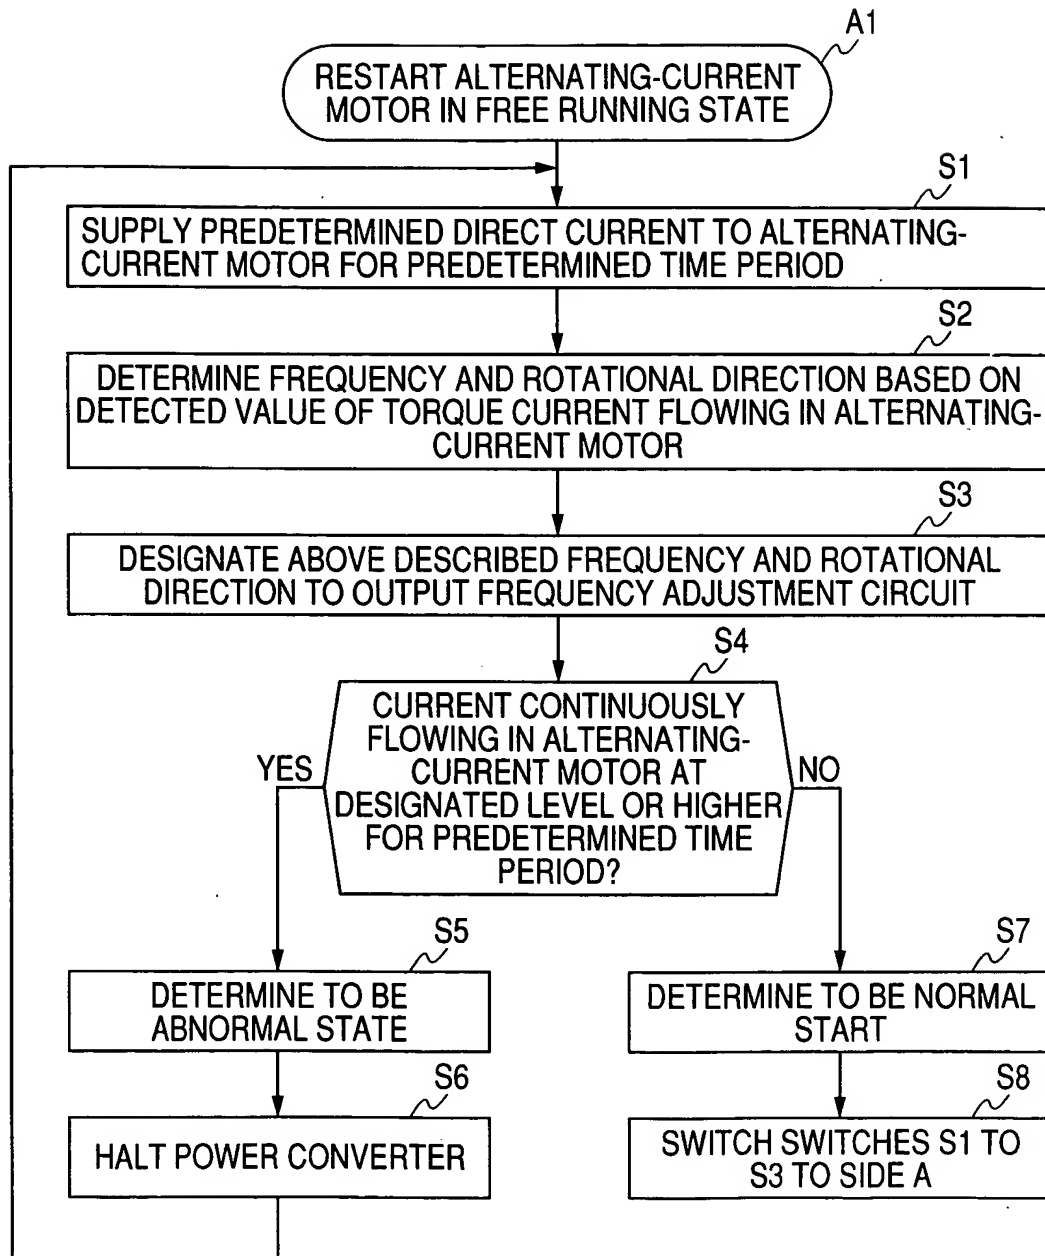 A1
RESTART ALTERNATING-CURRENT
MOTOR IN FREE RUNNING STATE
S1
SUPPLY PREDETERMINED DIRECT CURRENT TO ALTERNATING-
CURRENT MOTOR FOR PREDETERMINED TIME PERIOD
S2
DETERMINE FREQUENCY AND ROTATIONAL DIRECTION BASED ON
DETECTED VALUE OF TORQUE CURRENT FLOWING IN ALTERNATING-
CURRENT MOTOR
S3
DESIGNATE ABOVE DESCRIBED FREQUENCY AND ROTATIONAL
DIRECTION TO OUTPUT FREQUENCY ADJUSTMENT CIRCUIT
S4
CURRENT CONTINUOUSLY
FLOWING IN ALTERNATING-
CURRENT MOTOR AT
DESIGNATED LEVEL OR HIGHER
FOR PREDETERMINED TIME
PERIOD?
YES
NO
S5
DETERMINE TO BE
ABNORMAL STATE
S7
DETERMINE TO BE NORMAL
START
S6
HALT POWER CONVERTER
S8
SWITCH SWITCHES S1 TO
S3 TO SIDE A